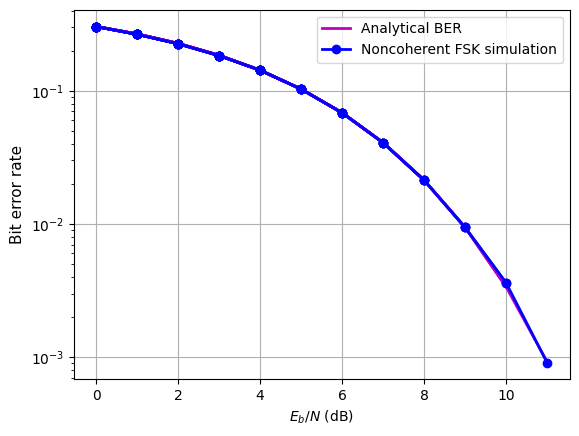 Analytical BER
Noncoherent FSK simulation
Bit error rate
10⁻¹
10⁻²
10⁻³
0 2 4 6 8 10
E_b/N (dB)